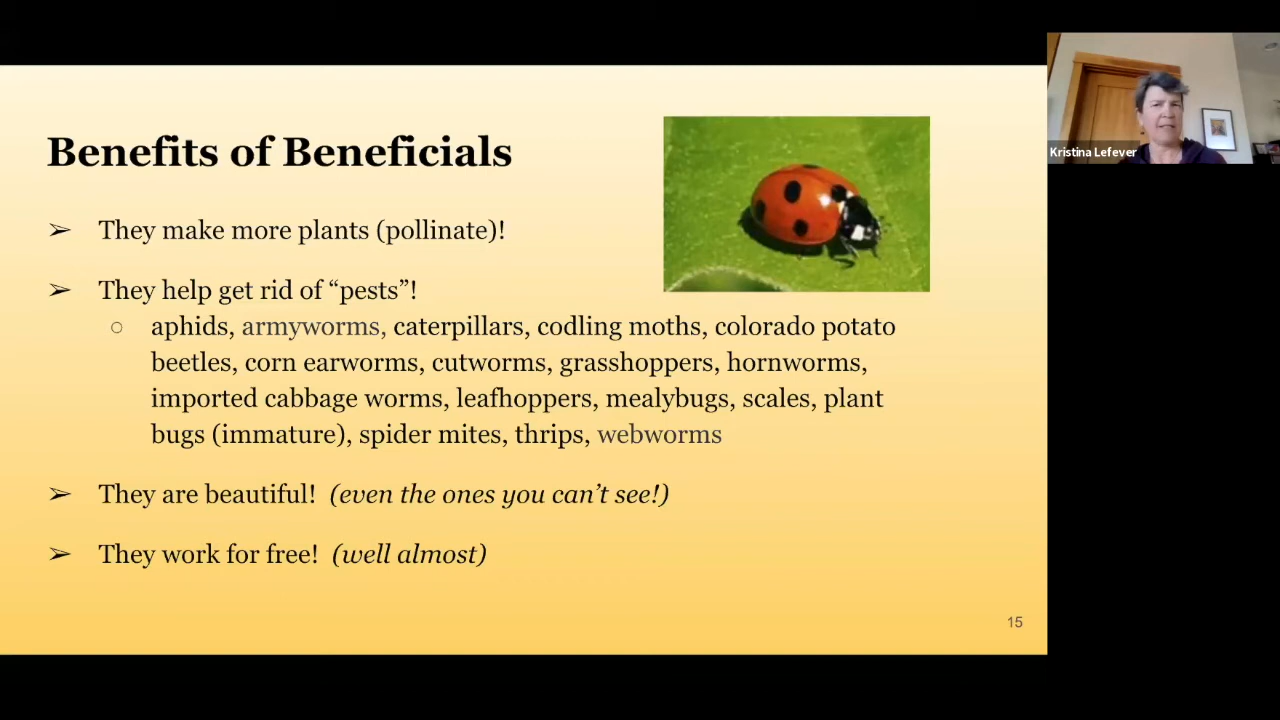 Benefits of Beneficials
➢ They make more plants (pollinate)!
➢ They help get rid of “pests”!
○ aphids, armyworms, caterpillars, codling moths, colorado potato
beetles, corn earworms, cutworms, grasshoppers, hornworms,
imported cabbage worms, leafhoppers, mealybugs, scales, plant
bugs (immature), spider mites, thrips, webworms
➢ They are beautiful! (even the ones you can’t see!)
➢ They work for free! (well almost)
15
Kristina Lefever